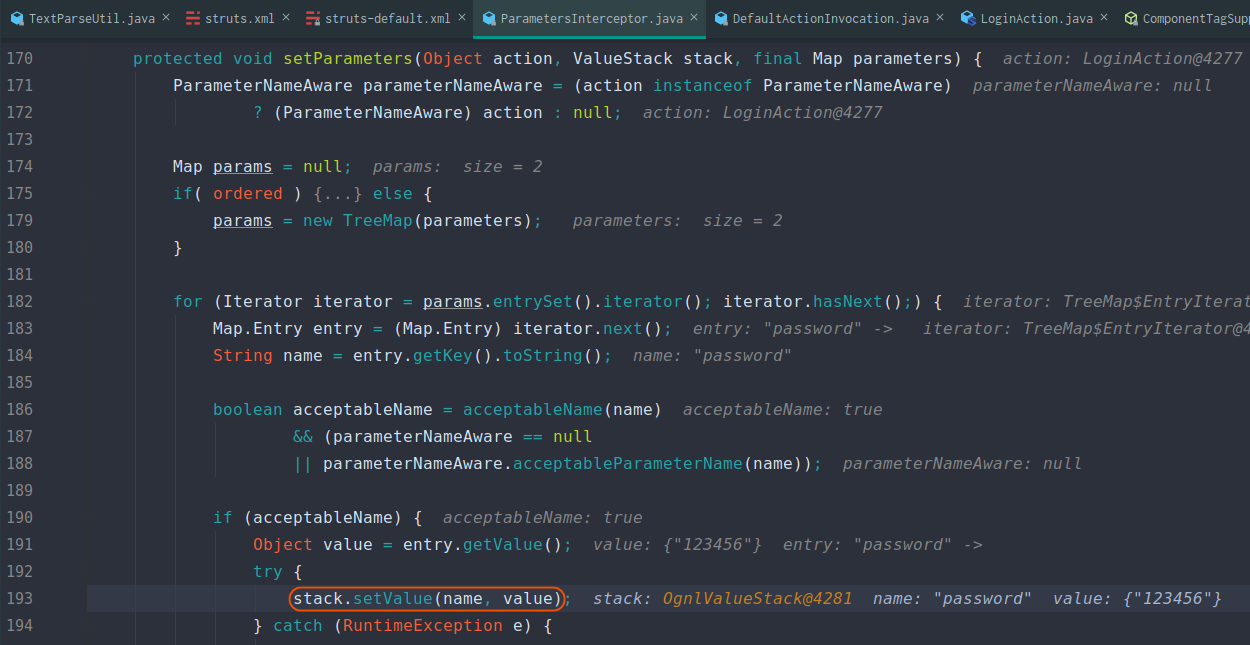 TextParseUtil.java × struts.xml × struts-default.xml × ParametersInterceptor.java × DefaultActionInvocation.java × LoginAction.java × ComponentTagSupp
170 protected void setParameters(Object action, ValueStack stack, final Map parameters) { action: LoginAction@4277
171 ParameterNameAware parameterNameAware = (action instanceof ParameterNameAware) parameterNameAware: null
172 ? (ParameterNameAware) action : null; action: LoginAction@4277
173
174 Map params = null; params: size = 2
175 if( ordered ) {...} else {
179 params = new TreeMap(parameters); parameters: size = 2
180 }
181
182 for (Iterator iterator = params.entrySet().iterator(); iterator.hasNext();) { iterator: TreeMap$EntryIterat
183 Map.Entry entry = (Map.Entry) iterator.next(); entry: "password" -> iterator: TreeMap$EntryIterator@4
184 String name = entry.getKey().toString(); name: "password"
185
186 boolean acceptableName = acceptableName(name) acceptableName: true
187 && (parameterNameAware == null
188 || parameterNameAware.acceptableParameterName(name)); parameterNameAware: null
189
190 if (acceptableName) { acceptableName: true
191 Object value = entry.getValue(); value: {"123456"} entry: "password" ->
192 try {
193 stack.setValue(name, value); stack: OgnlValueStack@4281 name: "password" value: {"123456"}
194 } catch (RuntimeException e) {